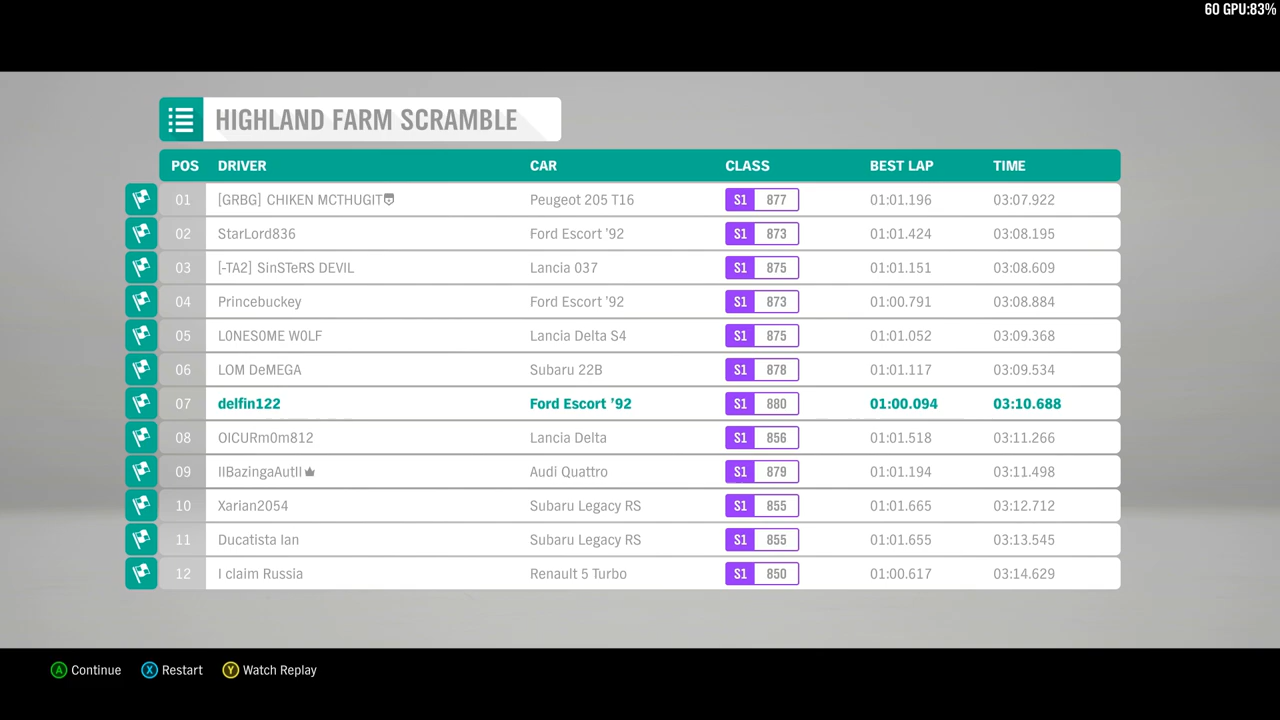 60 GPU:83%
HIGHLAND FARM SCRAMBLE
POS DRIVER CAR CLASS BEST LAP TIME
01 [GRBG] CHIKEN MCTHUGIT Peugeot 205 T16 S1 877 01:01.196 03:07.922
02 StarLord836 Ford Escort ’92 S1 873 01:01.424 03:08.195
03 [-TA2] SinSTeRS DEVIL Lancia 037 S1 875 01:01.151 03:08.609
04 Princebuckey Ford Escort ’92 S1 873 01:00.791 03:08.884
05 L0NES0ME W0LF Lancia Delta S4 S1 875 01:01.052 03:09.368
06 LOM DeMEGA Subaru 22B S1 878 01:01.117 03:09.534
07 delfin122 Ford Escort ’92 S1 880 01:00.094 03:10.688
08 OICURm0m812 Lancia Delta S1 856 01:01.518 03:11.266
09 IIBazingaAutII Audi Quattro S1 879 01:01.194 03:11.498
10 Xarian2054 Subaru Legacy RS S1 855 01:01.665 03:12.712
11 Ducatista Ian Subaru Legacy RS S1 855 01:01.655 03:13.545
12 I claim Russia Renault 5 Turbo S1 850 01:00.617 03:14.629
A Continue X Restart Y Watch Replay